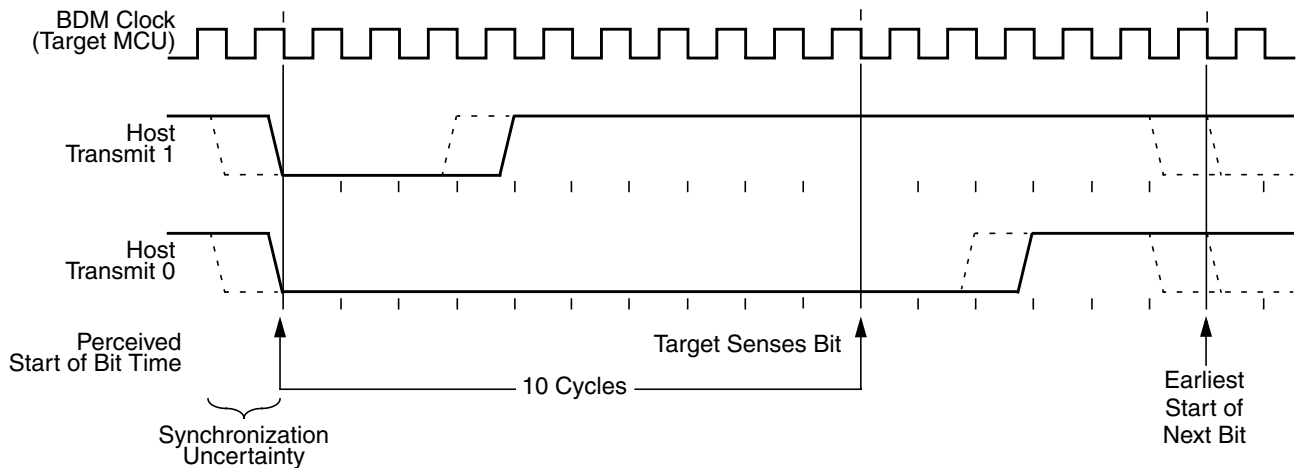 BDM Clock
(Target MCU)
Host
Transmit 1
Host
Transmit 0
Perceived
Start of Bit Time
Target Senses Bit
10 Cycles
Earliest
Start of
Next Bit
Synchronization
Uncertainty